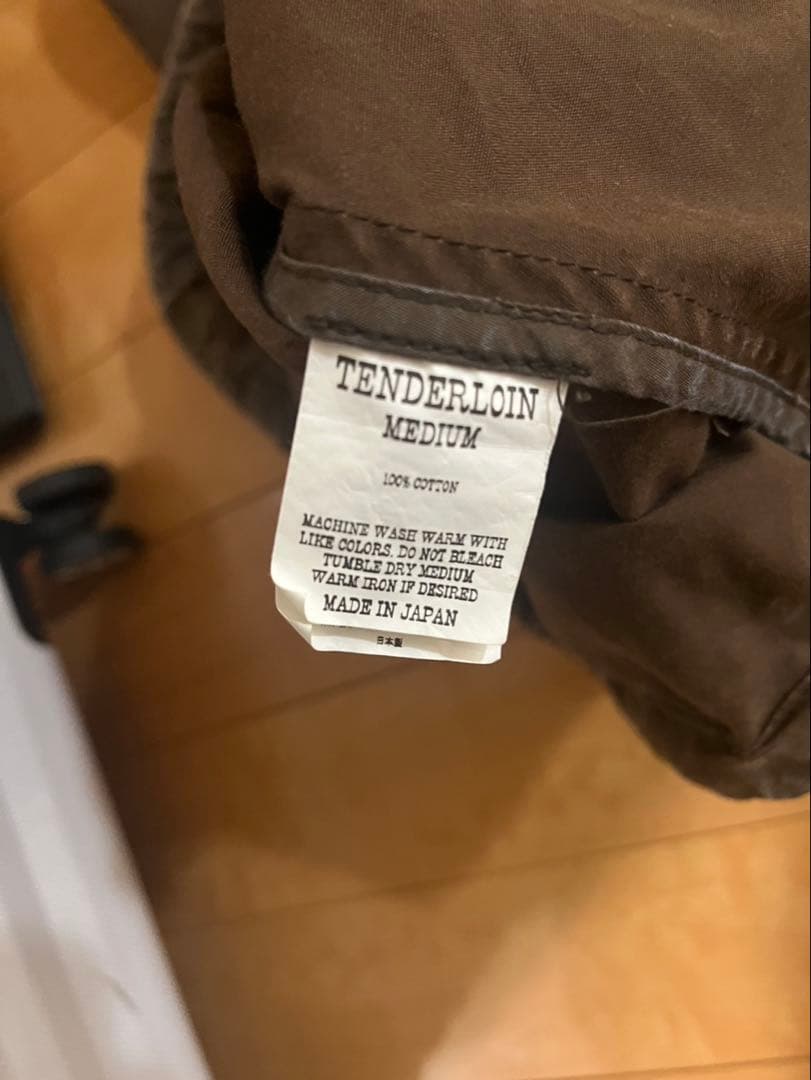 TENDERLOIN
MEDIUM
100% COTTON
MACHINE WASH WARM WITH
LIKE COLORS. DO NOT BLEACH
TUMBLE DRY MEDIUM
WARM IRON IF DESIRED
MADE IN JAPAN
日本製